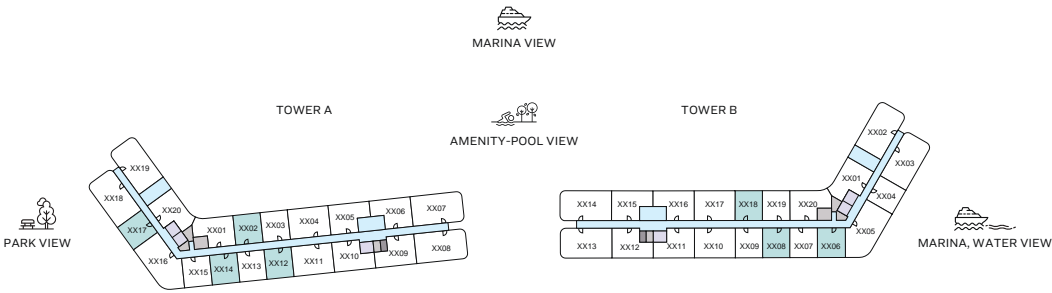 MARINA VIEW
TOWER A
TOWER B
AMENITY-POOL VIEW
PARK VIEW
MARINA, WATER VIEW
XX19
XX18
XX20
XX17
XX16
XX01
XX02
XX03
XX04
XX05
XX06
XX07
XX15
XX14
XX13
XX12
XX11
XX10
XX09
XX08
XX02
XX03
XX01
XX04
XX05
XX14
XX15
XX16
XX17
XX18
XX19
XX20
XX13
XX12
XX11
XX10
XX09
XX08
XX07
XX06